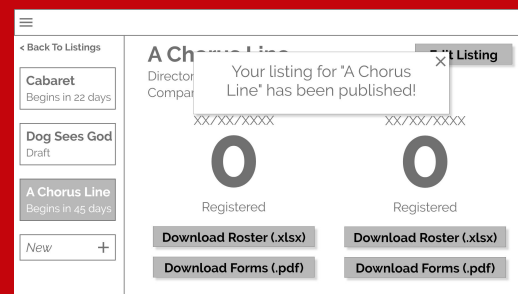 < Back To Listings
Cabaret
Begins in 22 days
Dog Sees God
Draft
A Chorus Line
Begins in 45 days
New +
A Chorus Line
Edit Listing
Director
Compan
Your listing for "A Chorus
Line" has been published!
XX/XX/XXXX XX/XX/XXXX
0 0
Registered Registered
Download Roster (.xlsx) Download Roster (.xlsx)
Download Forms (.pdf) Download Forms (.pdf)